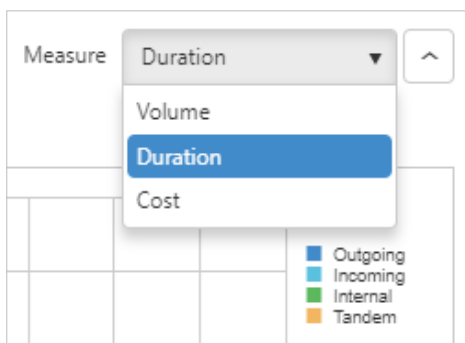 Measure
Duration
Volume
Duration
Cost
Outgoing
Incoming
Internal
Tandem